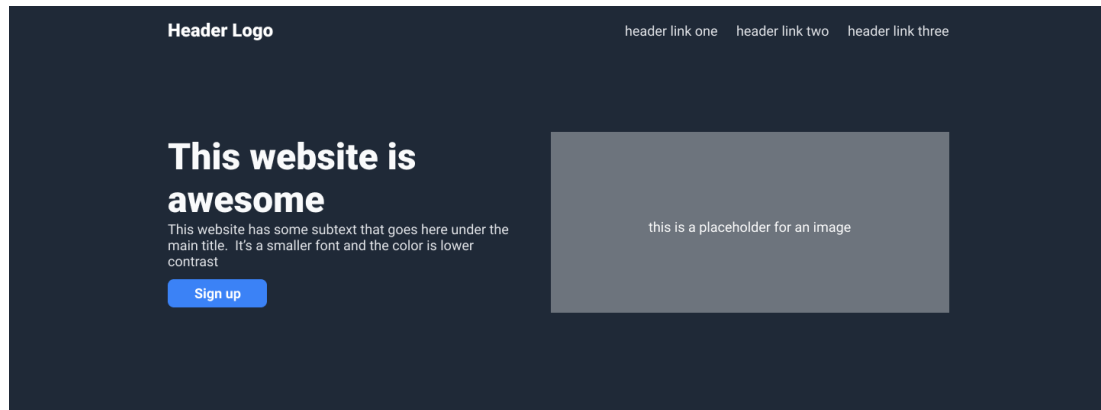 Header Logo
header link one
header link two
header link three
This website is
awesome
This website has some subtext that goes here under the
main title.  It's a smaller font and the color is lower
contrast
Sign up
this is a placeholder for an image